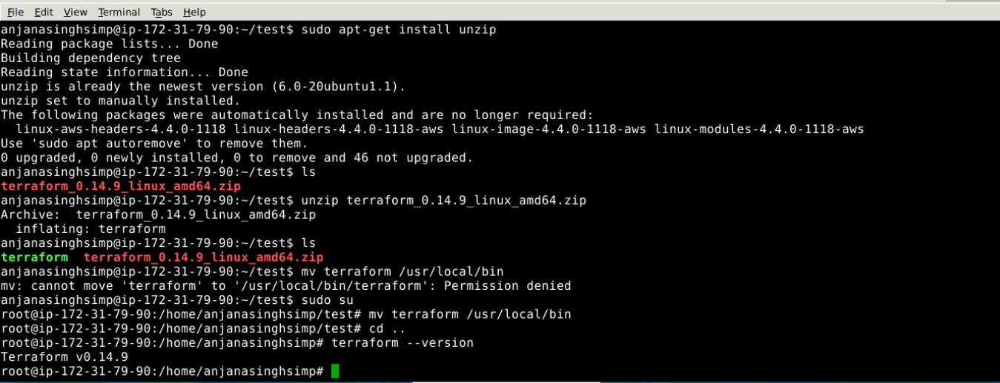 File Edit View Terminal Tabs Help
anjanasinghsimp@ip-172-31-79-90:~/test$ sudo apt-get install unzip
Reading package lists... Done
Building dependency tree
Reading state information... Done
unzip is already the newest version (6.0-20ubuntu1.1).
unzip set to manually installed.
The following packages were automatically installed and are no longer required:
  linux-aws-headers-4.4.0-1118 linux-headers-4.4.0-1118-aws linux-image-4.4.0-1118-aws linux-modules-4.4.0-1118-aws
Use 'sudo apt autoremove' to remove them.
0 upgraded, 0 newly installed, 0 to remove and 46 not upgraded.
anjanasinghsimp@ip-172-31-79-90:~/test$ ls
terraform_0.14.9_linux_amd64.zip
anjanasinghsimp@ip-172-31-79-90:~/test$ unzip terraform_0.14.9_linux_amd64.zip
Archive:  terraform_0.14.9_linux_amd64.zip
  inflating: terraform
anjanasinghsimp@ip-172-31-79-90:~/test$ ls
terraform  terraform_0.14.9_linux_amd64.zip
anjanasinghsimp@ip-172-31-79-90:~/test$ mv terraform /usr/local/bin
mv: cannot move 'terraform' to '/usr/local/bin/terraform': Permission denied
anjanasinghsimp@ip-172-31-79-90:~/test$ sudo su
root@ip-172-31-79-90:/home/anjanasinghsimp/test# mv terraform /usr/local/bin
root@ip-172-31-79-90:/home/anjanasinghsimp/test# cd ..
root@ip-172-31-79-90:/home/anjanasinghsimp# terraform --version
Terraform v0.14.9
root@ip-172-31-79-90:/home/anjanasinghsimp#